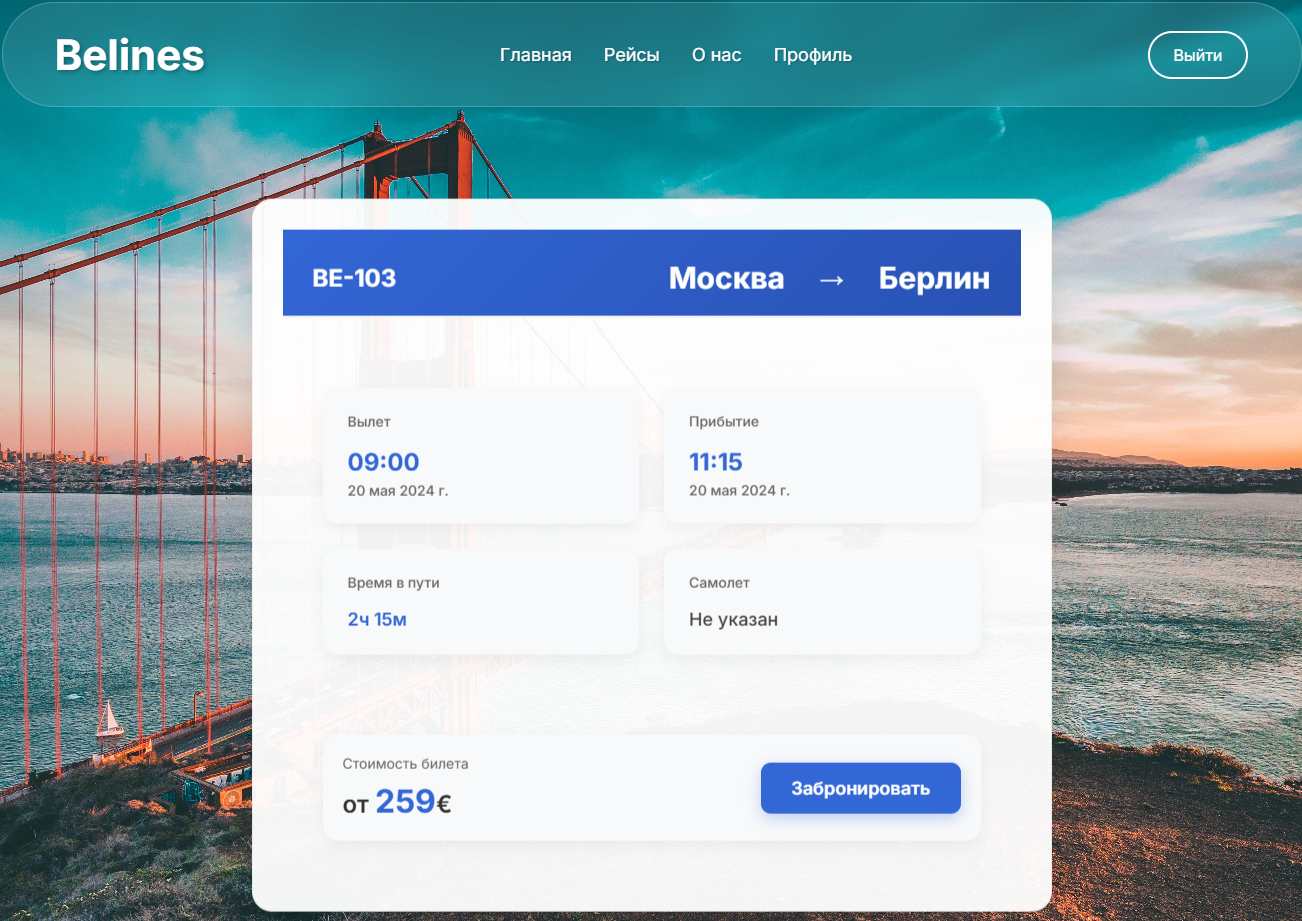 Belines
Главная Рейсы О нас Профиль
Выйти
BE-103
Москва → Берлин
Вылет
09:00
20 мая 2024 г.
Прибытие
11:15
20 мая 2024 г.
Время в пути
2ч 15м
Самолет
Не указан
Стоимость билета
от 259€
Забронировать